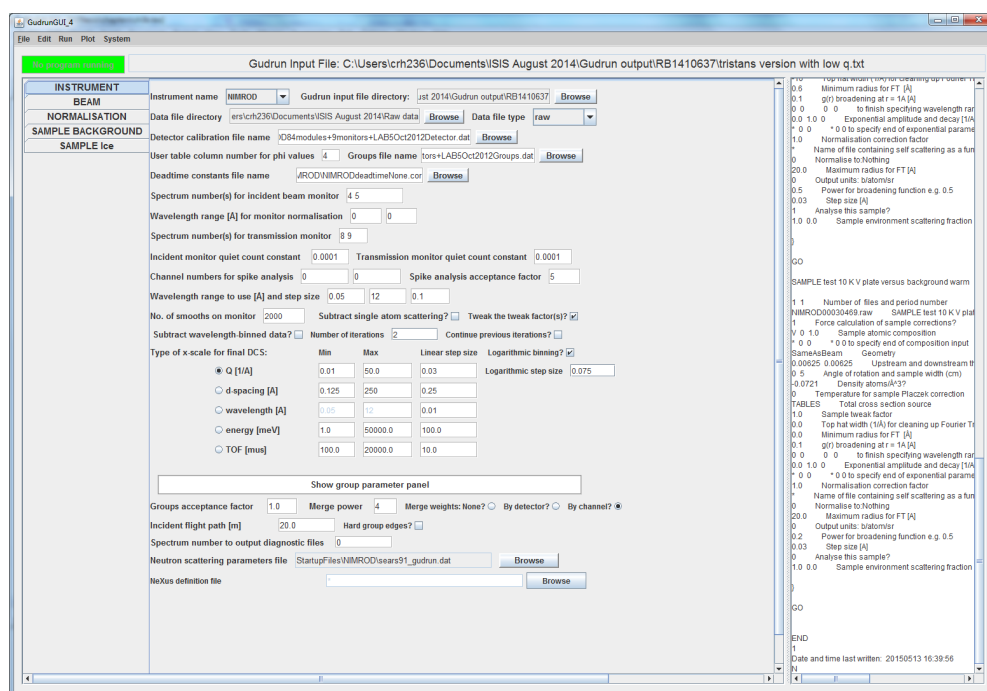 GudrunGUI_4
File Edit Run Plot System
Gudrun Input File: C:\Users\crh236\Documents\ISIS August 2014\Gudrun output\RB1410637\tristans version with low q.txt
INSTRUMENT
BEAM
NORMALISATION
SAMPLE BACKGROUND
SAMPLE Ice
Instrument name NIMROD Gudrun input file directory: ust 2014\Gudrun output\RB1410637 Browse
Data file directory ers\crh236\Documents\ISIS August 2014\Raw data Browse Data file type raw
Detector calibration file name D84modules+9monitors+LAB5Oct2012Detector.dat Browse
User table column number for phi values 4 Groups file name tors+LAB5Oct2012Groups.dat Browse
Deadtime constants file name ROD\NIMRODdeadtimeNone.cor Browse
Spectrum number(s) for incident beam monitor 4 5
Wavelength range [Å] for monitor normalisation 0 0
Spectrum number(s) for transmission monitor 8 9
Incident monitor quiet count constant 0.0001 Transmission monitor quiet count constant 0.0001
Channel numbers for spike analysis 0 0 Spike analysis acceptance factor 5
Wavelength range to use [Å] and step size 0.05 12 0.1
No. of smooths on monitor 2000 Subtract single atom scattering? Tweak the tweak factor(s)?
Subtract wavelength-binned data? Number of iterations 2 Continue previous iterations?
Type of x-scale for final DCS: Min Max Linear step size Logarithmic binning?
Q [1/Å] 0.01 50.0 0.03 Logarithmic step size 0.075
d-spacing [Å] 0.125 250 0.25
wavelength [Å] 0.05 12 0.01
energy [meV] 1.0 50000.0 100.0
TOF [mus] 100.0 20000.0 10.0
Show group parameter panel
Groups acceptance factor 1.0 Merge power 4 Merge weights: None? By detector? By channel?
Incident flight path [m] 20.0 Hard group edges?
Spectrum number to output diagnostic files 0
Neutron scattering parameters file StartupFiles\NIMROD\sears91_gudrun.dat Browse
NeXus definition file * Browse
0.6 Minimum radius for FT [Å]
0.1 g(r) broadening at r = 1A [A]
0 0 0 to finish specifying wavelength ran
0.0 1.0 0 Exponential amplitude and decay [1/A
* 0 0 * 0 0 to specify end of exponential parame
1.0 Normalisation correction factor
* Name of file containing self scattering as a fun
0 Normalise to:Nothing
20.0 Maximum radius for FT [A]
0 Output units: b/atom/sr
0.5 Power for broadening function e.g. 0.5
0.03 Step size [A]
1 Analyse this sample?
1.0 0.0 Sample environment scattering fraction
}
GO
SAMPLE test 10 K V plate versus background warm
1 1 Number of files and period number
NIMROD00030469.raw SAMPLE test 10 K V plat
1 Force calculation of sample corrections?
V 0 1.0 Sample atomic composition
* 0 0 * 0 0 to specify end of composition input
SameAsBeam Geometry
0.00625 0.00625 Upstream and downstream th
0 5 Angle of rotation and sample width (cm)
-0.0721 Density atoms/Å^3?
0 Temperature for sample Placzek correction
TABLES Total cross section source
1.0 Sample tweak factor
0.0 Top hat width (1/Å) for cleaning up Fourier Tr
0.0 Minimum radius for FT [Å]
0.1 g(r) broadening at r = 1A [A]
0 0 0 to finish specifying wavelength ran
0.0 1.0 0 Exponential amplitude and decay [1/A
* 0 0 * 0 0 to specify end of exponential parame
1.0 Normalisation correction factor
* Name of file containing self scattering as a fun
0 Normalise to:Nothing
20.0 Maximum radius for FT [A]
0 Output units: b/atom/sr
0.2 Power for broadening function e.g. 0.5
0.03 Step size [A]
0 Analyse this sample?
1.0 0.0 Sample environment scattering fraction
}
GO
END
1
Date and time last written: 20150513 16:39:56
N